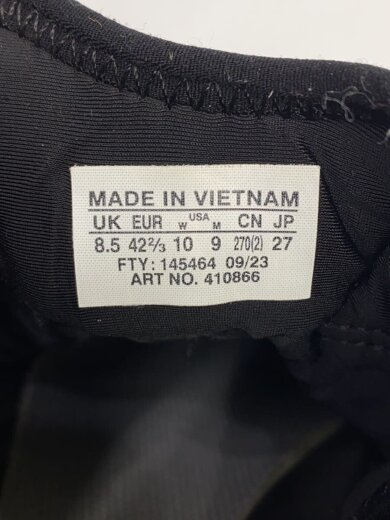 MADE IN VIETNAM
UK EUR W USA M CN JP
8.5 42⅔ 10 9 270(2) 27
FTY: 145464 09/23
ART NO. 410866